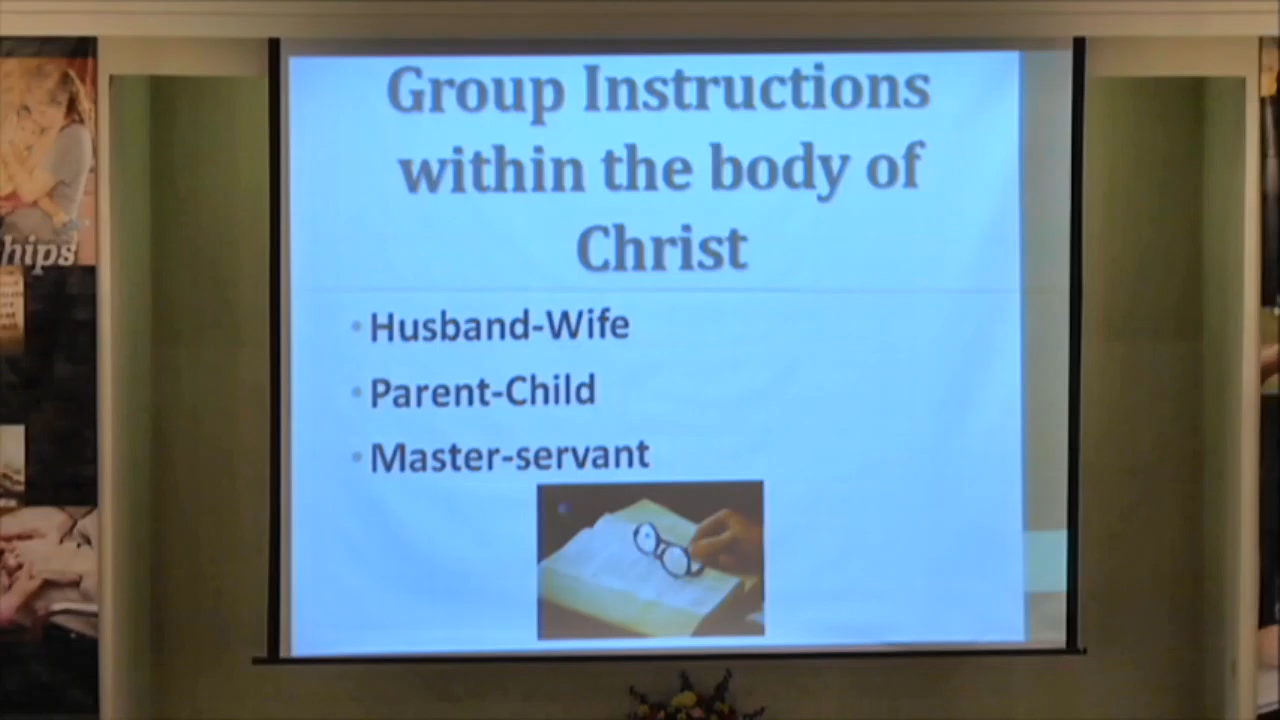 Group Instructions
within the body of
Christ
• Husband-Wife
• Parent-Child
• Master-servant
hips